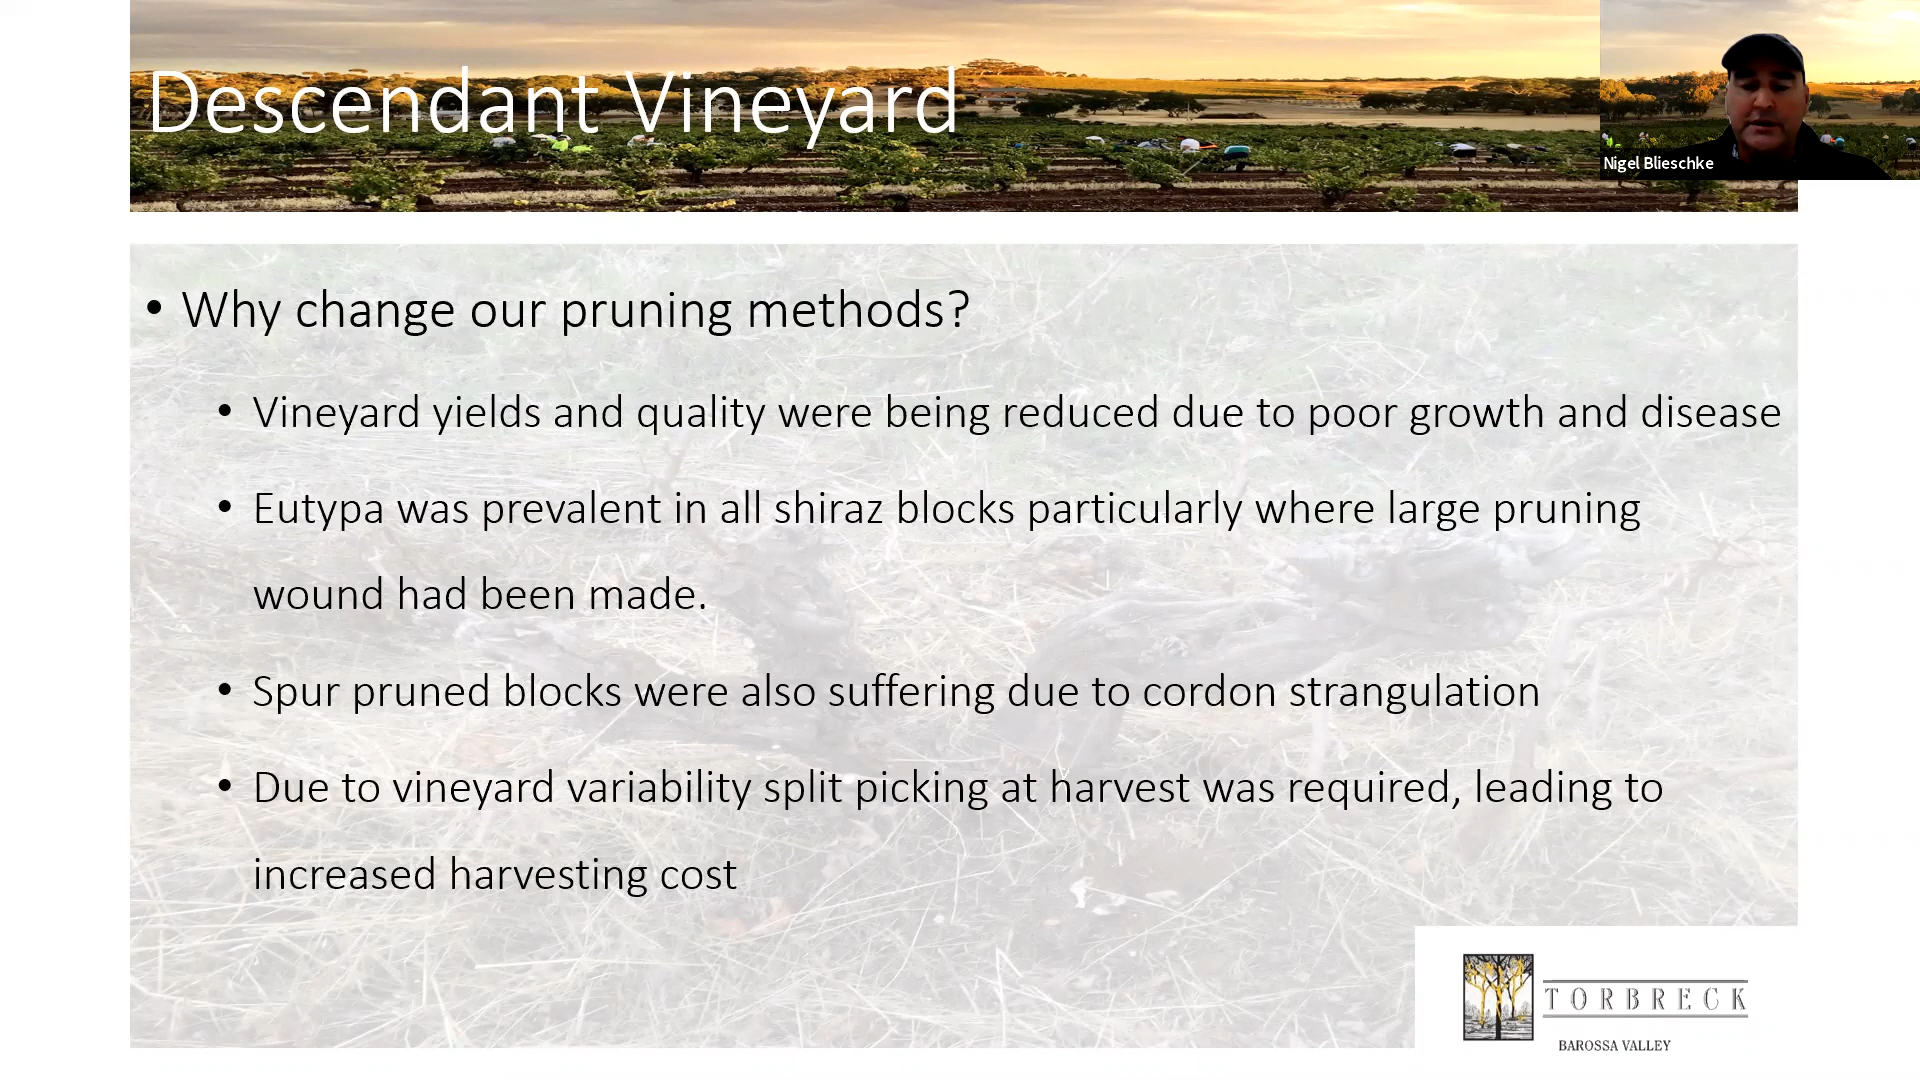 Descendant Vineyard
Nigel Blieschke
• Why change our pruning methods?
• Vineyard yields and quality were being reduced due to poor growth and disease
• Eutypa was prevalent in all shiraz blocks particularly where large pruning
wound had been made.
• Spur pruned blocks were also suffering due to cordon strangulation
• Due to vineyard variability split picking at harvest was required, leading to
increased harvesting cost
TORBRECK
BAROSSA VALLEY